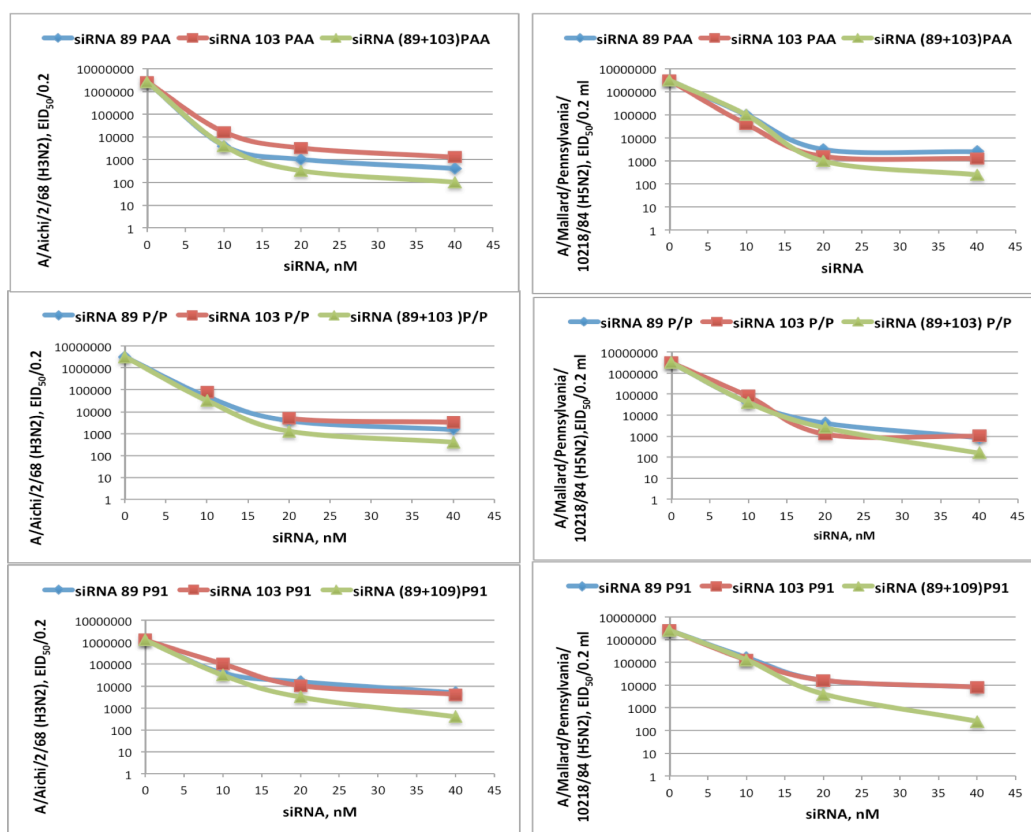 siRNA 89 PAA siRNA 103 PAA siRNA (89+103)PAA
A/Aichi/2/68 (H3N2), EID50/0.2
10000000
1000000
100000
10000
1000
100
10
1
0 5 10 15 20 25 30 35 40 45
siRNA, nM
siRNA 89 PAA siRNA 103 PAA siRNA (89+103)PAA
A/Mallard/Pennsylvania/
10218/84 (H5N2), EID50/0.2 ml
10000000
1000000
100000
10000
1000
100
10
1
0 5 10 15 20 25 30 35 40 45
siRNA
siRNA 89 P/P siRNA 103 P/P siRNA (89+103 )P/P
A/Aichi/2/68 (H3N2), EID50/0.2
10000000
1000000
100000
10000
1000
100
10
1
0 5 10 15 20 25 30 35 40 45
siRNA, nM
siRNA 89 P/P siRNA 103 P/P siRNA (89+103) P/P
A/Mallard/Pennsylvania/
10218/84 (H5N2),EID50/0.2 ml
10000000
1000000
100000
10000
1000
100
10
1
0 5 10 15 20 25 30 35 40 45
siRNA, nM
siRNA 89 P91 siRNA 103 P91 siRNA (89+109)P91
A/Aichi/2/68 (H3N2), EID50/0.2
10000000
1000000
100000
10000
1000
100
10
1
0 5 10 15 20 25 30 35 40 45
siRNA, nM
siRNA 89 P91 siRNA 103 P91 siRNA (89+109)P91
A/Mallard/Pennsylvania/
10218/84 (H5N2), EID50/0.2 ml
10000000
1000000
100000
10000
1000
100
10
1
0 5 10 15 20 25 30 35 40 45
siRNA, nM